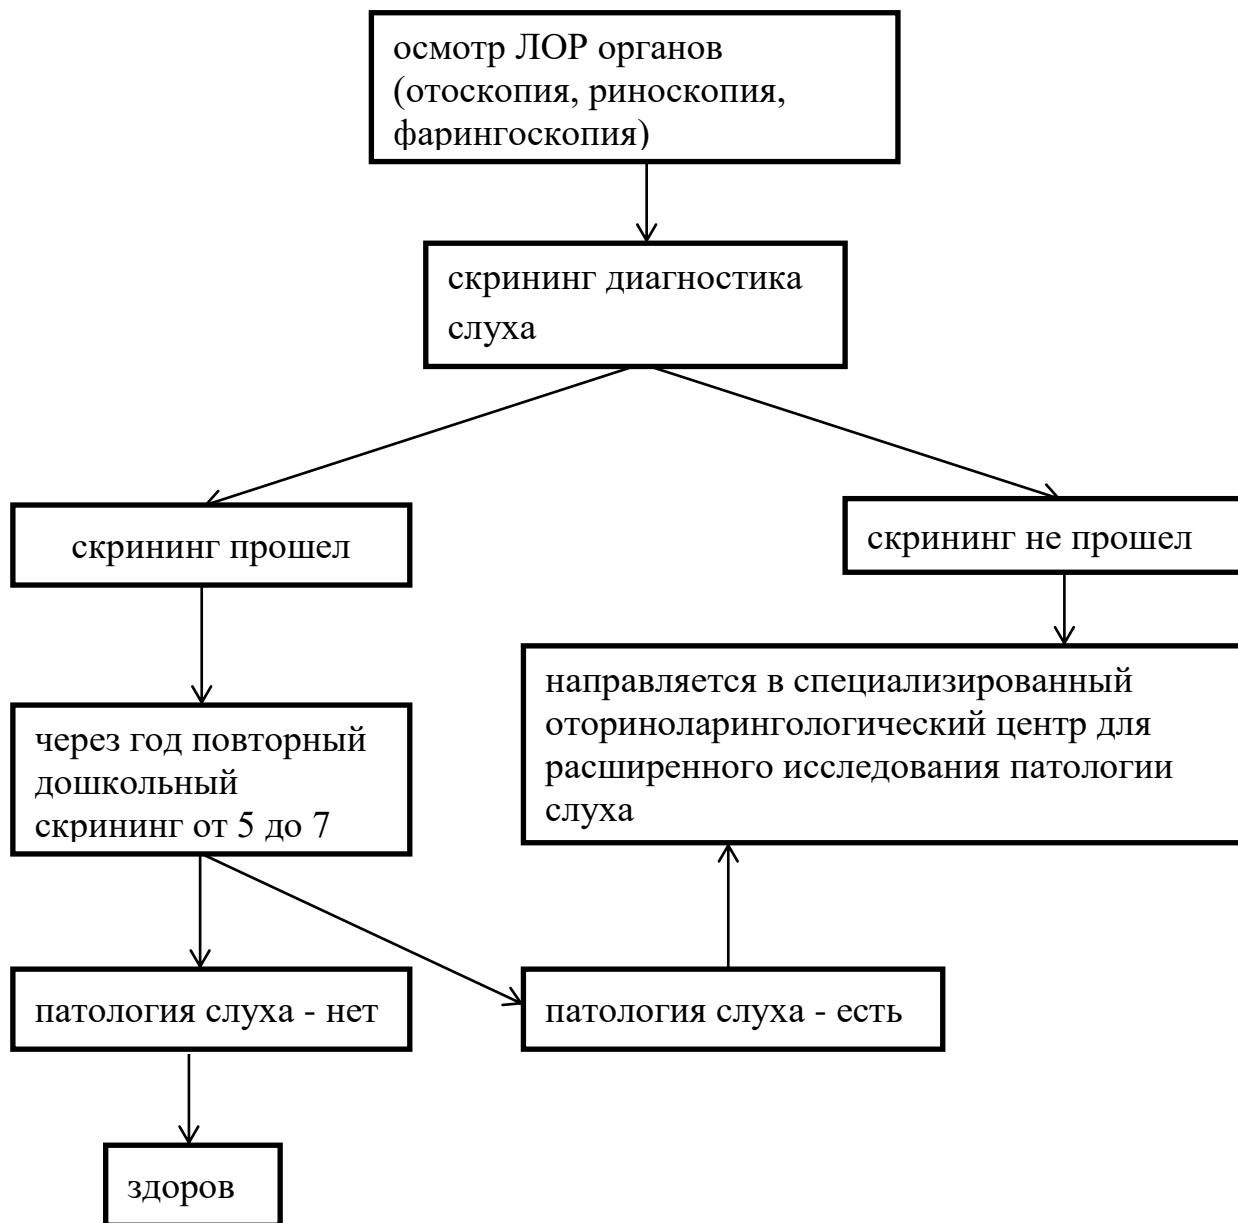 осмотр ЛОР органов
(отоскопия, риноскопия,
фарингоскопия)
скрининг диагностика
слуха
скрининг прошел
скрининг не прошел
через год повторный
дошкольный
скрининг от 5 до 7
направляется в специализированный
оториноларингологический центр для
расширенного исследования патологии
слуха
патология слуха - нет
патология слуха - есть
здоров